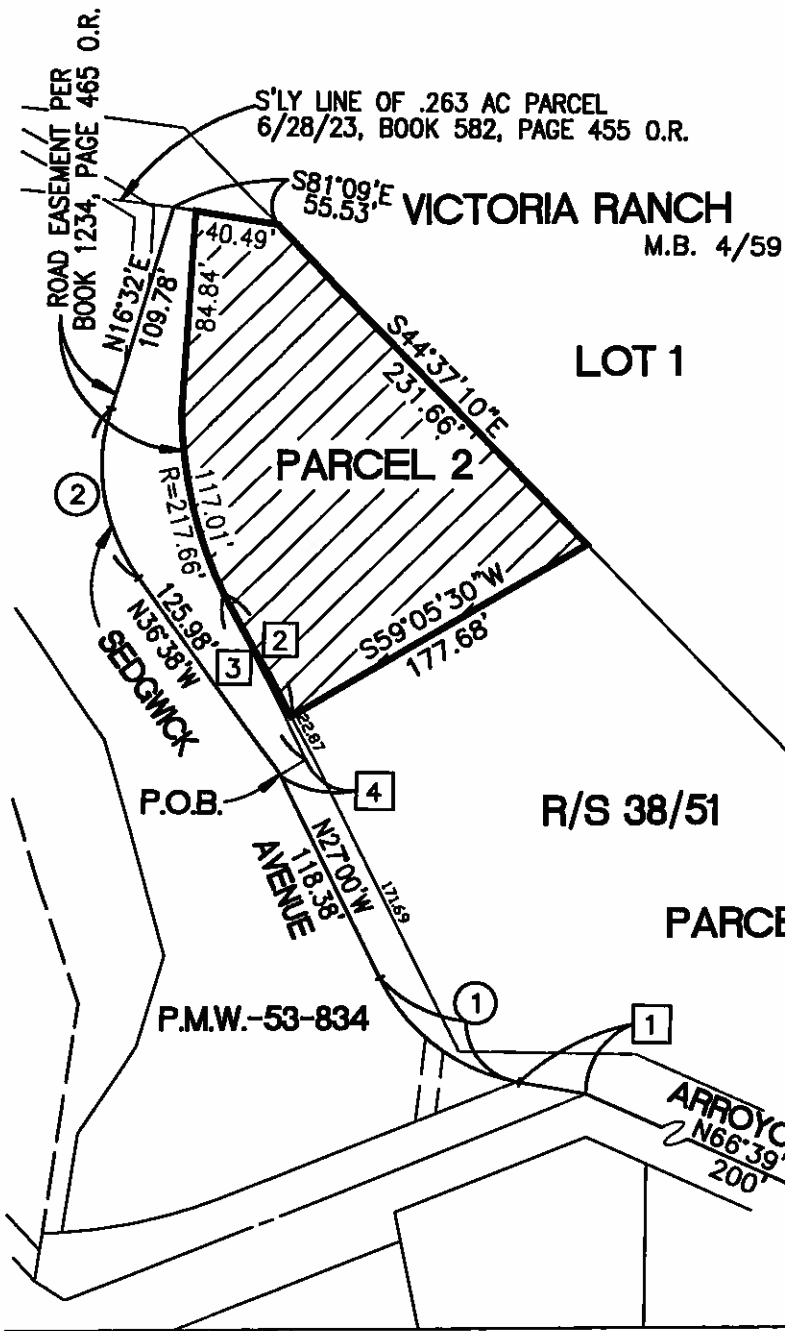 ROAD EASEMENT PER
BOOK 1234, PAGE 465 O.R.
S'LY LINE OF .263 AC PARCEL
6/28/23, BOOK 582, PAGE 455 O.R.
S81°09'E
55.53'
VICTORIA RANCH
M.B. 4/59
40.49'
N16°32'E
109.78'
84.84'
S44°37'10"E
231.66'
LOT 1
PARCEL 2
2
117.01'
R=217.66'
S59°05'30"W
177.68'
125.98'
N36°38'W
2
3
SEDGWICK
22.87
P.O.B.
4
R/S 38/51
N27°00'W
118.38'
AVENUE
171.69
PARCE
P.M.W.-53-834
1
1
ARROYO
N66°39'
200'